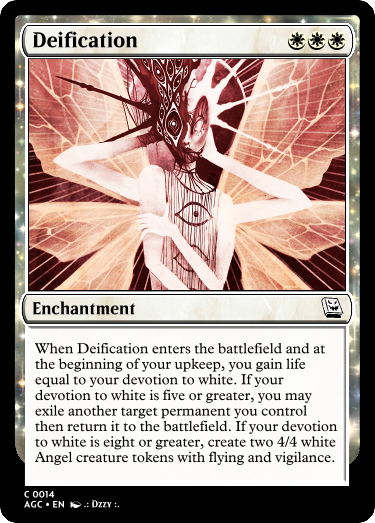 Deification
Enchantment
When Deification enters the battlefield and at
the beginning of your upkeep, you gain life
equal to your devotion to white. If your
devotion to white is five or greater, you may
exile another target permanent you control
then return it to the battlefield. If your devotion
to white is eight or greater, create two 4/4 white
Angel creature tokens with flying and vigilance.
C 0014
AGC • EN .: Dzzy :.